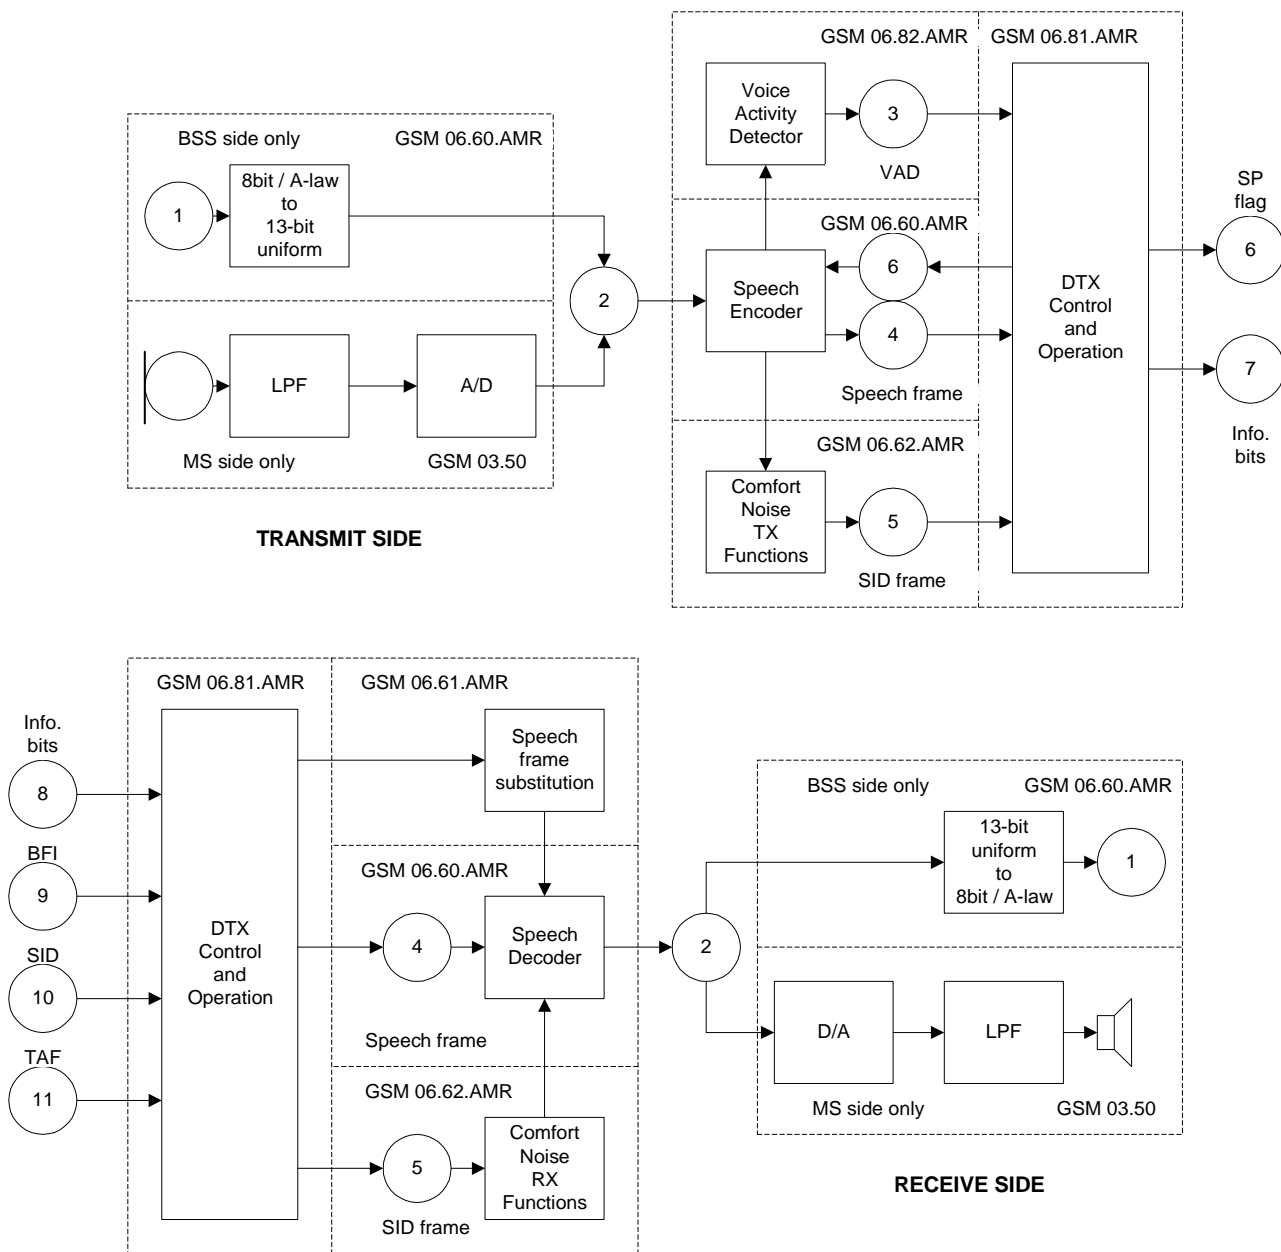 GSM 06.82.AMR
GSM 06.81.AMR
Voice
Activity
Detector
3
VAD
BSS side only
GSM 06.60.AMR
1
8bit / A-law
to
13-bit
uniform
2
GSM 06.60.AMR
Speech
Encoder
6
4
Speech frame
DTX
Control
and
Operation
SP
flag
6
7
Info.
bits
LPF
A/D
MS side only
GSM 03.50
GSM 06.62.AMR
Comfort
Noise
TX
Functions
5
SID frame
TRANSMIT SIDE
GSM 06.81.AMR
GSM 06.61.AMR
Info.
bits
8
BFI
9
SID
10
TAF
11
DTX
Control
and
Operation
Speech
frame
substitution
GSM 06.60.AMR
4
Speech
Decoder
Speech frame
GSM 06.62.AMR
5
Comfort
Noise
RX
Functions
SID frame
2
BSS side only
GSM 06.60.AMR
13-bit
uniform
to
8bit / A-law
1
D/A
LPF
MS side only
GSM 03.50
RECEIVE SIDE